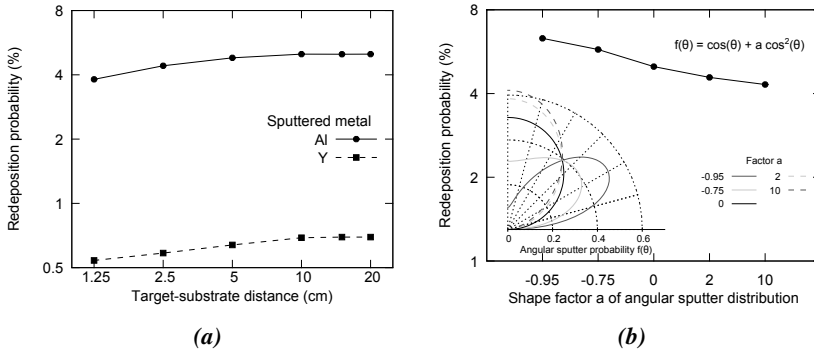 8
4
2
1
0.5
Redeposition probability (%)
Sputtered metal
Al
Y
1.25
2.5
5
10
20
Target-substrate distance (cm)
(a)
8
4
2
1
Redeposition probability (%)
f(θ) = cos(θ) + a cos²(θ)
Factor a
-0.95
2
-0.75
10
0
0
0.2
0.4
0.6
Angular sputter probability f(θ)
-0.95
-0.75
0
2
10
Shape factor a of angular sputter distribution
(b)